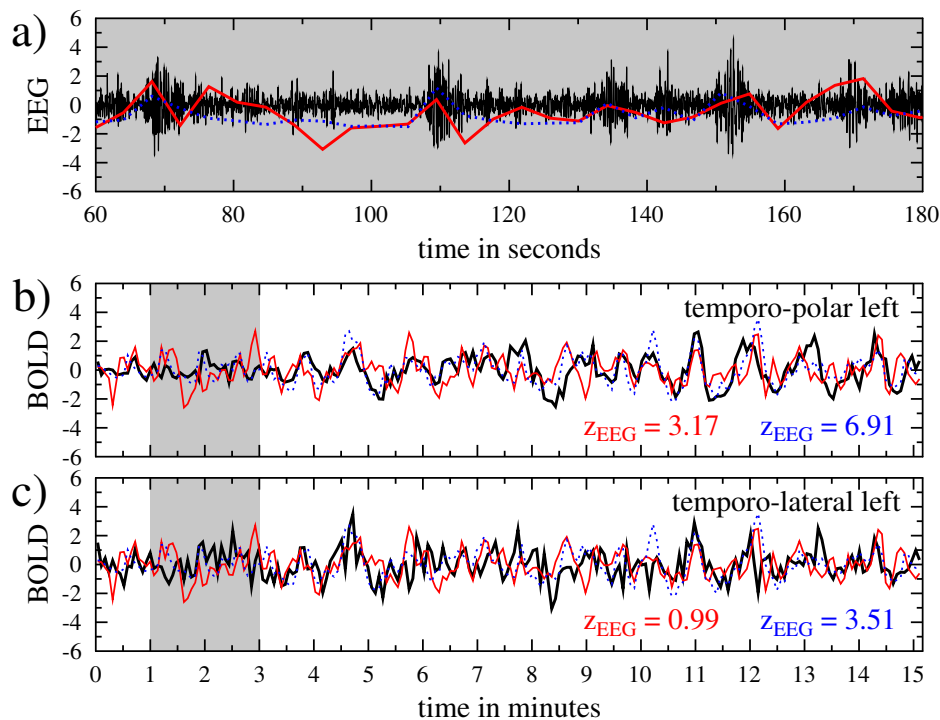 a)
EEG
6
4
2
0
-2
-4
-6
60 80 100 120 140 160 180
time in seconds
b)
BOLD
6
4
2
0
-2
-4
-6
temporo-polar left
z_EEG = 3.17 z_EEG = 6.91
c)
BOLD
6
4
2
0
-2
-4
-6
temporo-lateral left
z_EEG = 0.99 z_EEG = 3.51
0 1 2 3 4 5 6 7 8 9 10 11 12 13 14 15
time in minutes